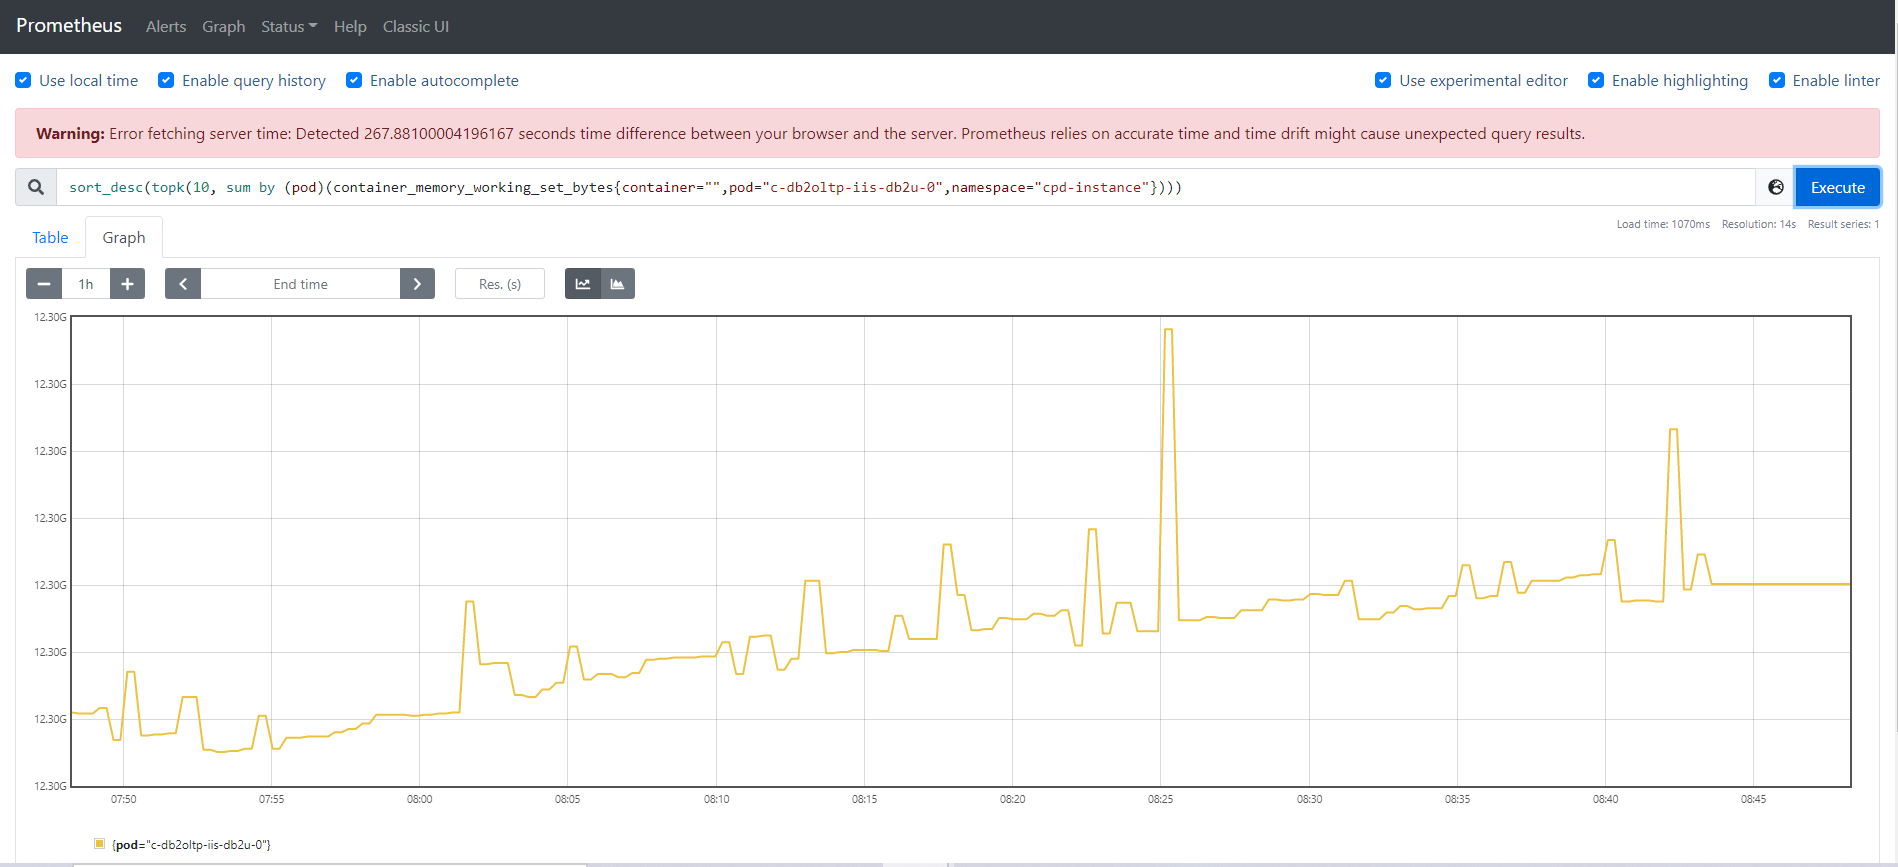 Prometheus Alerts Graph Status Help Classic UI
Use local time Enable query history Enable autocomplete Use experimental editor Enable highlighting Enable linter
Warning: Error fetching server time: Detected 267.88100004196167 seconds time difference between your browser and the server. Prometheus relies on accurate time and time drift might cause unexpected query results.
sort_desc(topk(10, sum by (pod)(container_memory_working_set_bytes{container="",pod="c-db2oltp-iis-db2u-0",namespace="cpd-instance"}))) Execute
Load time: 1070ms Resolution: 14s Result series: 1
Table Graph
1h End time Res. (s)
12.30G
12.30G
12.30G
12.30G
12.30G
12.30G
12.30G
12.30G
07:50 07:55 08:00 08:05 08:10 08:15 08:20 08:25 08:30 08:35 08:40 08:45
{pod="c-db2oltp-iis-db2u-0"}